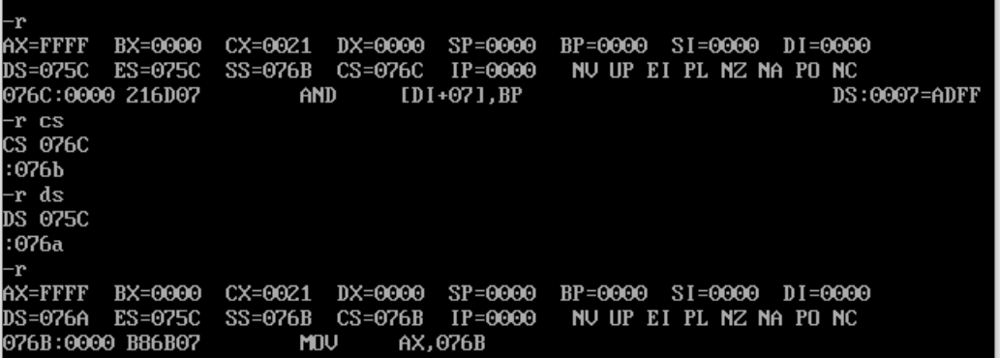 -r
AX=FFFF BX=0000 CX=0021 DX=0000 SP=0000 BP=0000 SI=0000 DI=0000
DS=075C ES=075C SS=076B CS=076C IP=0000 NV UP EI PL NZ NA PO NC
076C:0000 216D07 AND [DI+07],BP DS:0007=ADFF
-r cs
CS 076C
:076b
-r ds
DS 075C
:076a
-r
AX=FFFF BX=0000 CX=0021 DX=0000 SP=0000 BP=0000 SI=0000 DI=0000
DS=076A ES=075C SS=076B CS=076B IP=0000 NV UP EI PL NZ NA PO NC
076B:0000 B86B07 MOV AX,076B